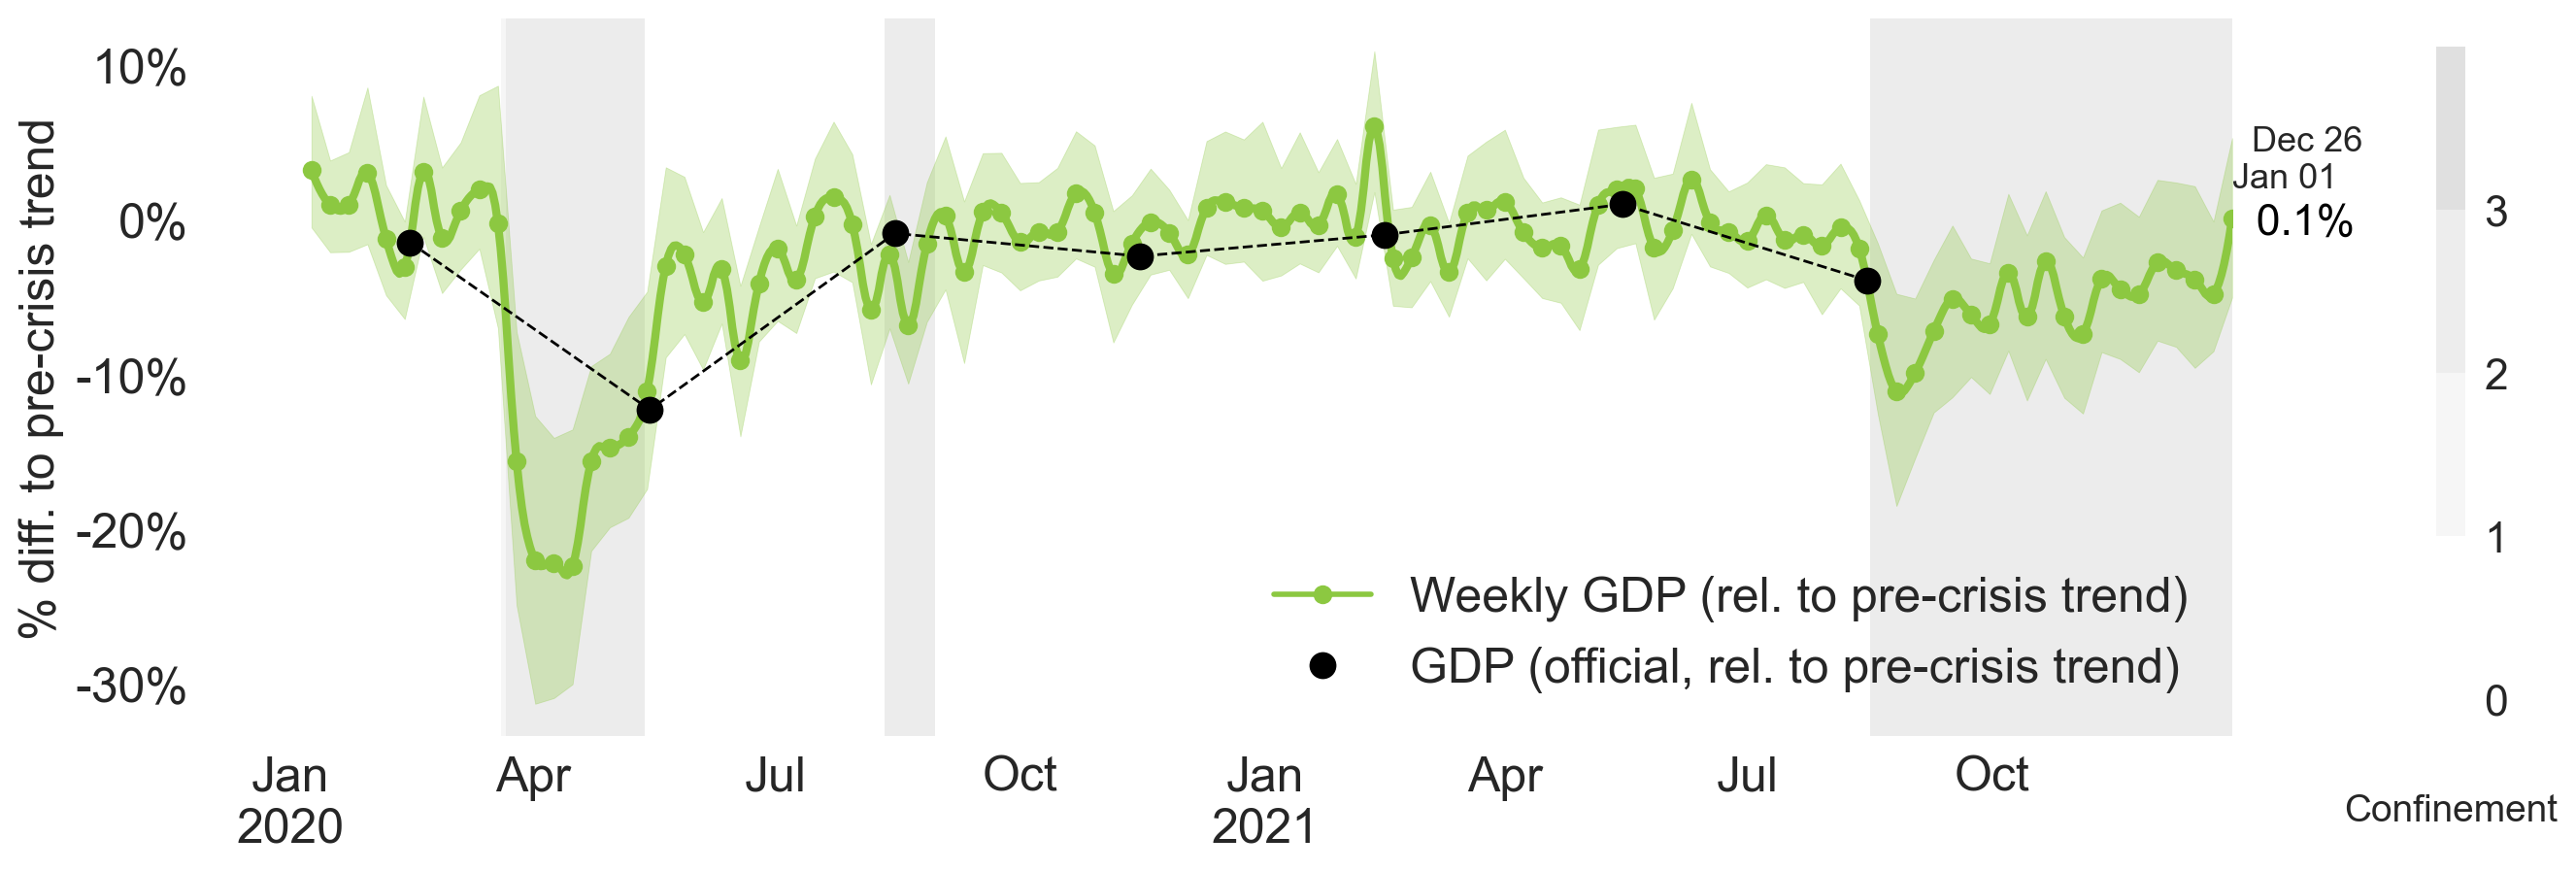 % diff. to pre-crisis trend
10%
0%
-10%
-20%
-30%
Jan
2020
Apr
Jul
Oct
Jan
2021
Apr
Jul
Oct
Weekly GDP (rel. to pre-crisis trend)
GDP (official, rel. to pre-crisis trend)
Dec 26
Jan 01
0.1%
3
2
1
0
Confinement